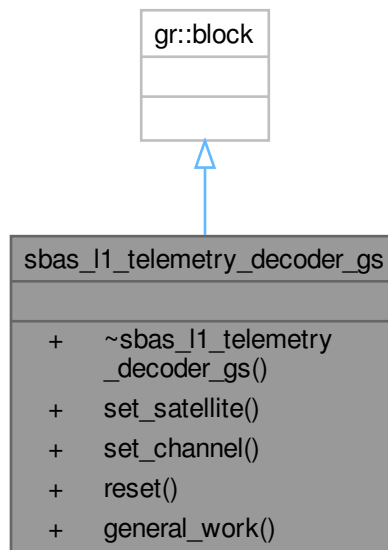 gr::block
sbas_l1_telemetry_decoder_gs
+ ~sbas_l1_telemetry
_decoder_gs()
+ set_satellite()
+ set_channel()
+ reset()
+ general_work()